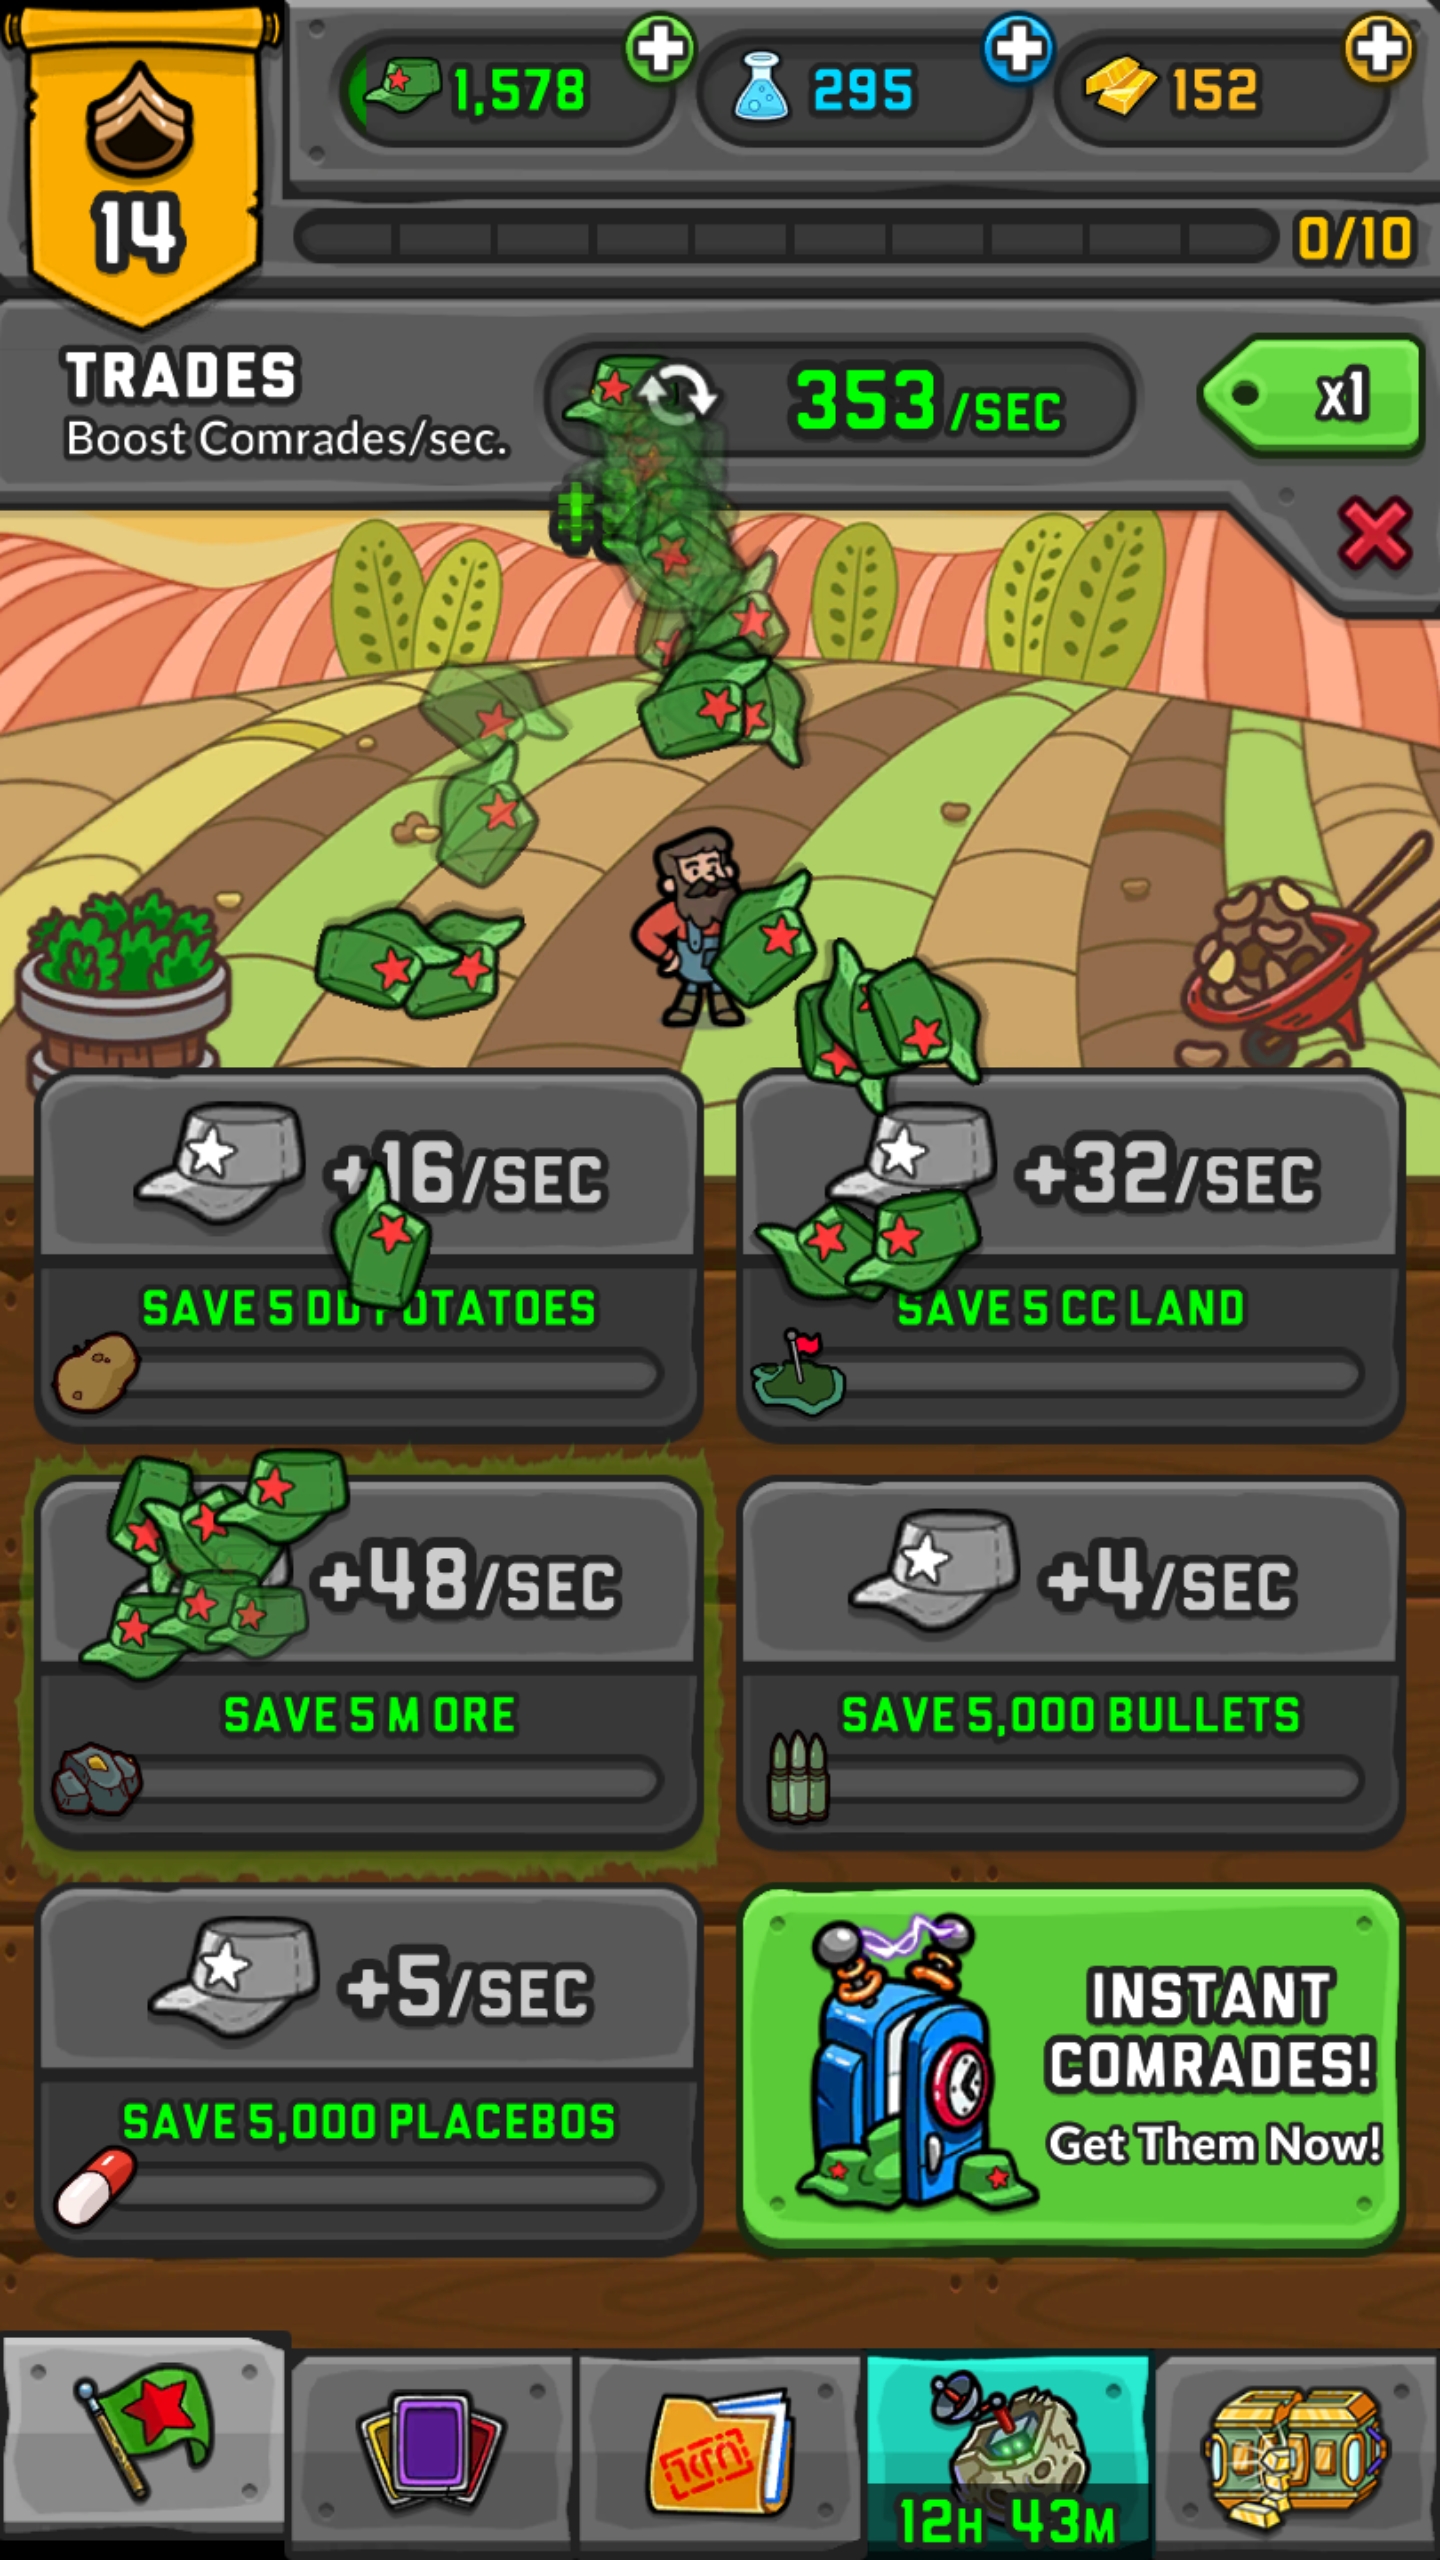 1,578
295
152
14
0/10
TRADES
Boost Comrades/sec.
353/SEC
x1
+16/SEC
+32/SEC
SAVE 5 DD POTATOES
SAVE 5 CC LAND
+48/SEC
+4/SEC
SAVE 5 M ORE
SAVE 5,000 BULLETS
+5/SEC
INSTANT
COMRADES!
Get Them Now!
SAVE 5,000 PLACEBOS
12H 43M